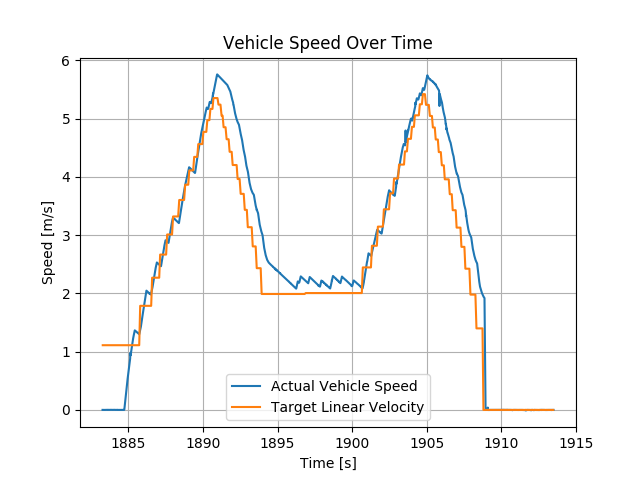 Vehicle Speed Over Time
6
5
4
3
2
1
0
Speed [m/s]
Actual Vehicle Speed
Target Linear Velocity
1885 1890 1895 1900 1905 1910 1915
Time [s]